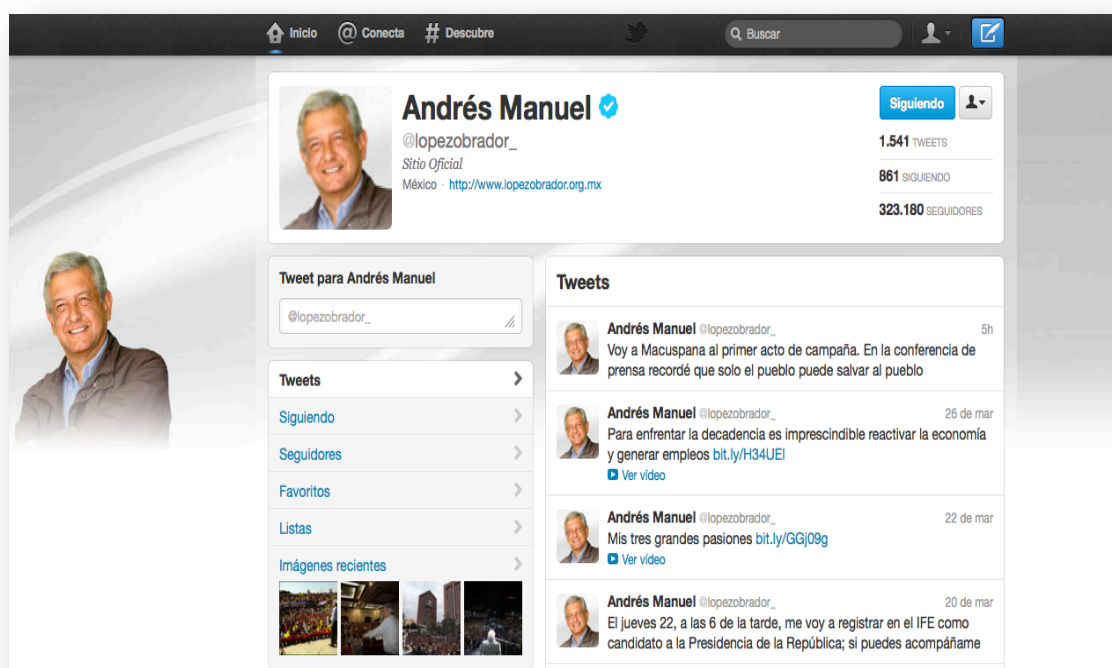 Inicio
Conecta
Descubre
Buscar
Andrés Manuel
@lopezobrador_
Sitio Oficial
México · http://www.lopezobrador.org.mx
Siguiendo
1.541 TWEETS
861 SIGUIENDO
323.180 SEGUIDORES
Tweet para Andrés Manuel
@lopezobrador_
Tweets
Siguiendo
Seguidores
Favoritos
Listas
Imágenes recientes
Tweets
Andrés Manuel @lopezobrador_ 5h
Voy a Macuspana al primer acto de campaña. En la conferencia de
prensa recordé que solo el pueblo puede salvar al pueblo
Andrés Manuel @lopezobrador_ 26 de mar
Para enfrentar la decadencia es imprescindible reactivar la economía
y generar empleos bit.ly/H34UEl
Ver vídeo
Andrés Manuel @lopezobrador_ 22 de mar
Mis tres grandes pasiones bit.ly/GGj09g
Ver vídeo
Andrés Manuel @lopezobrador_ 20 de mar
El jueves 22, a las 6 de la tarde, me voy a registrar en el IFE como
candidato a la Presidencia de la República; si puedes acompáñame